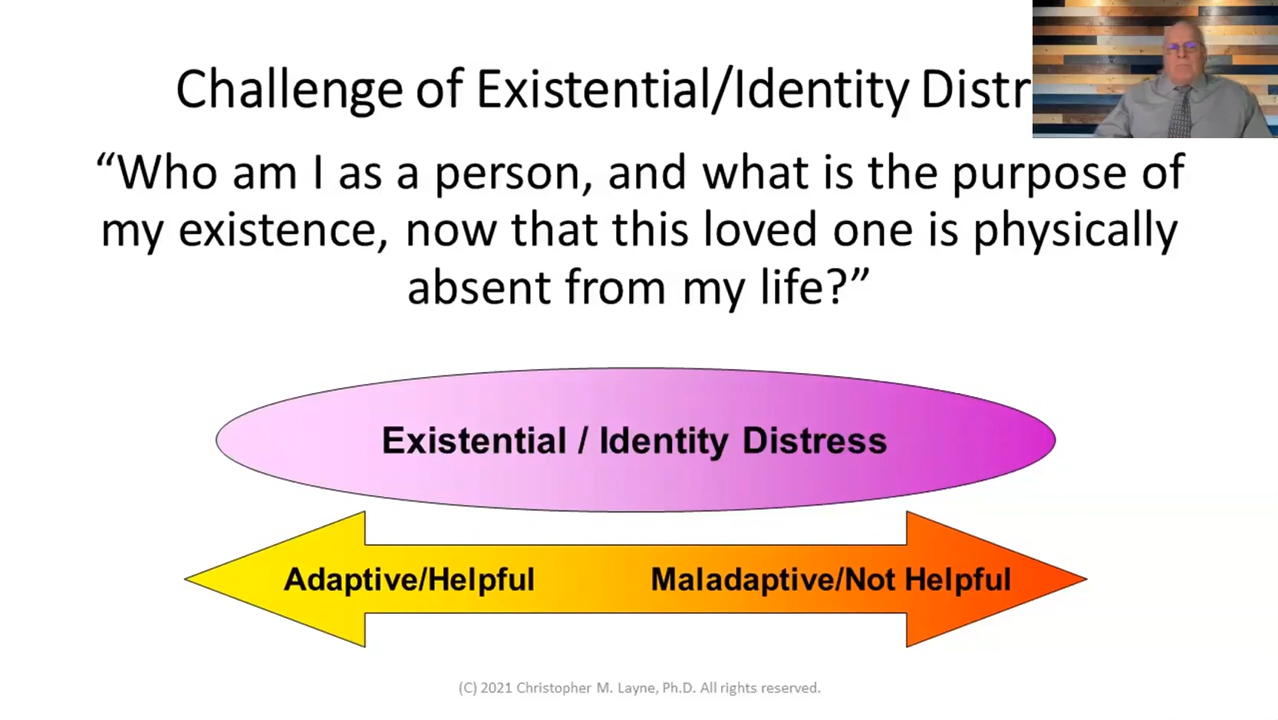 Challenge of Existential/Identity Distr
“Who am I as a person, and what is the purpose of
my existence, now that this loved one is physically
absent from my life?”
Existential / Identity Distress
Adaptive/Helpful
Maladaptive/Not Helpful
(C) 2021 Christopher M. Layne, Ph.D. All rights reserved.